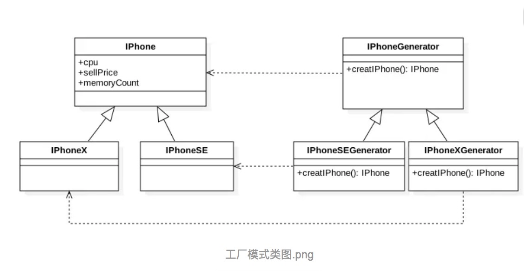 IPhone
+cpu
+sellPrice
+memoryCount
IPhoneGenerator
+creatIPhone(): IPhone
IPhoneX
IPhoneSE
IPhoneSEGenerator
+creatIPhone(): IPhone
IPhoneXGenerator
+creatIPhone(): IPhone
工厂模式类图.png